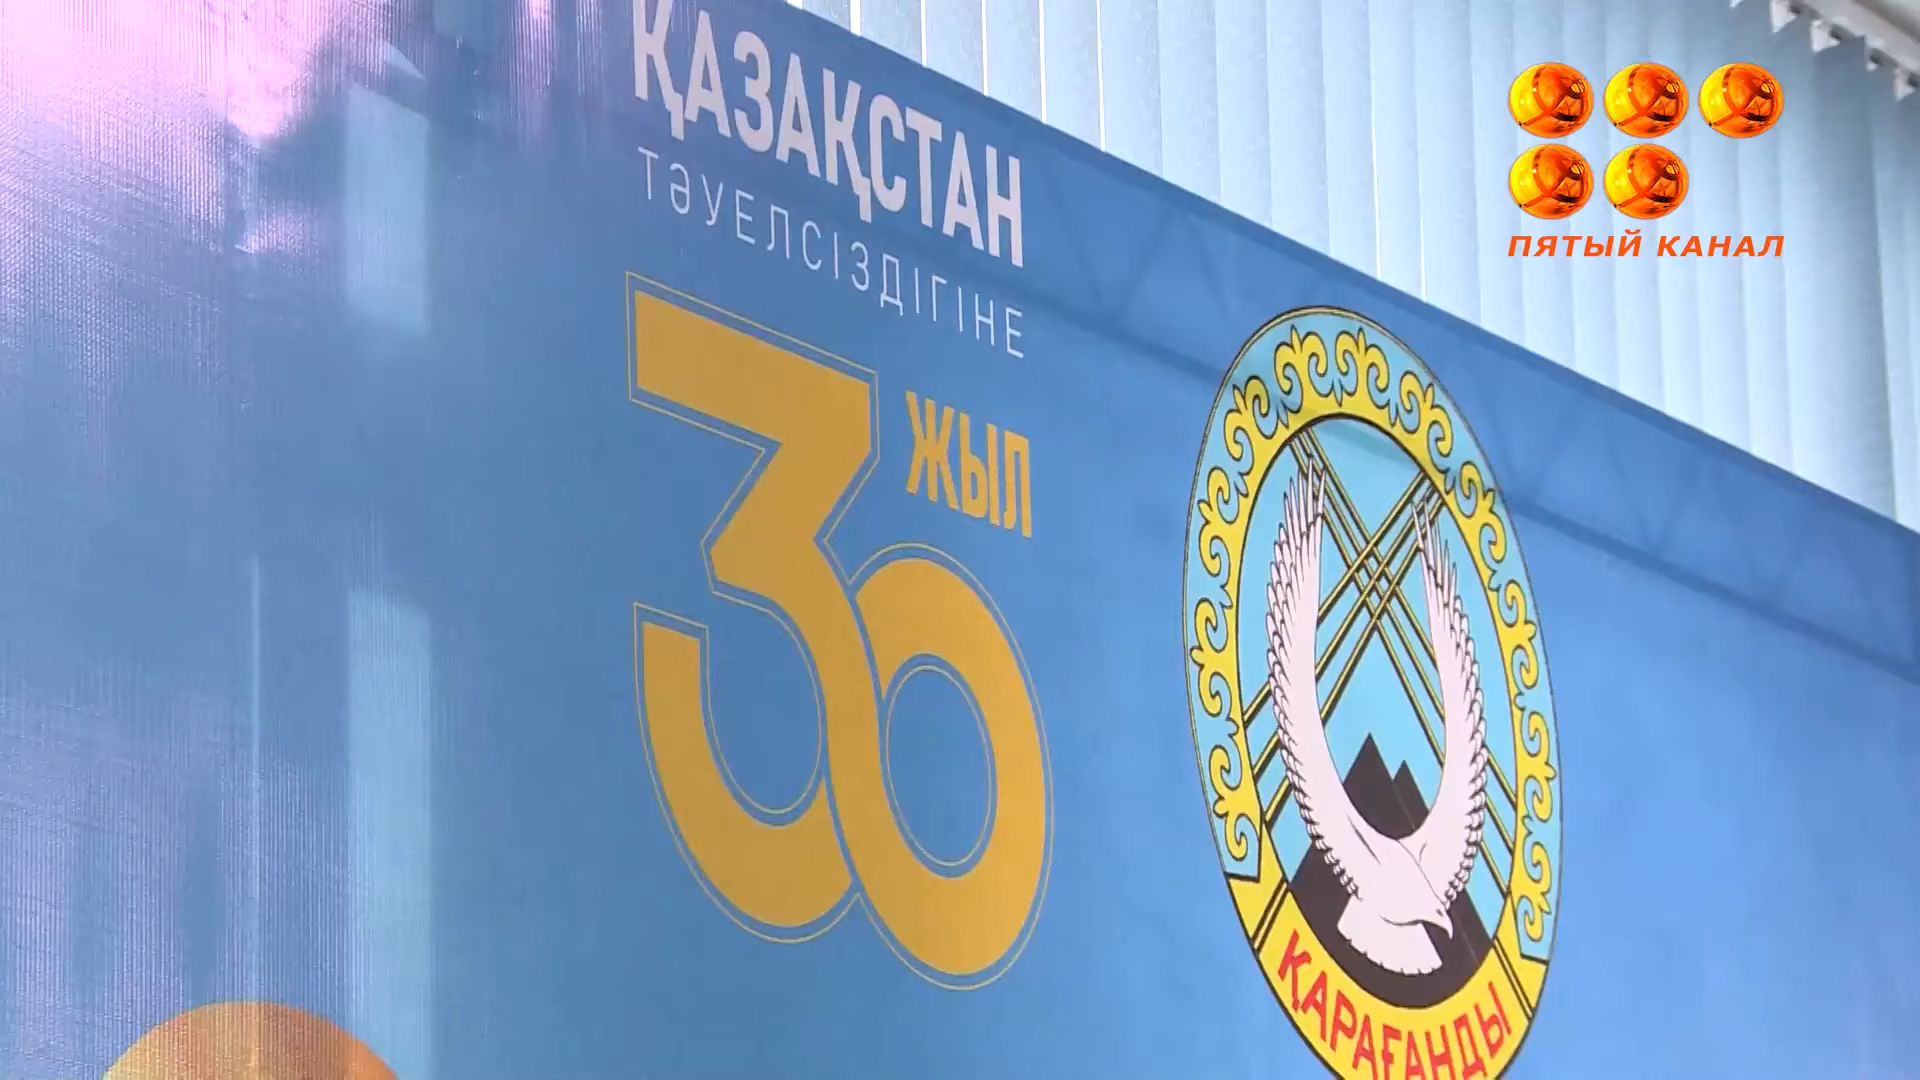 ҚАЗАҚСТАН
ТӘУЕЛСІЗДІГІНЕ
30 ЖЫЛ
ПЯТЫЙ КАНАЛ
ҚАРАҒАНДЫ